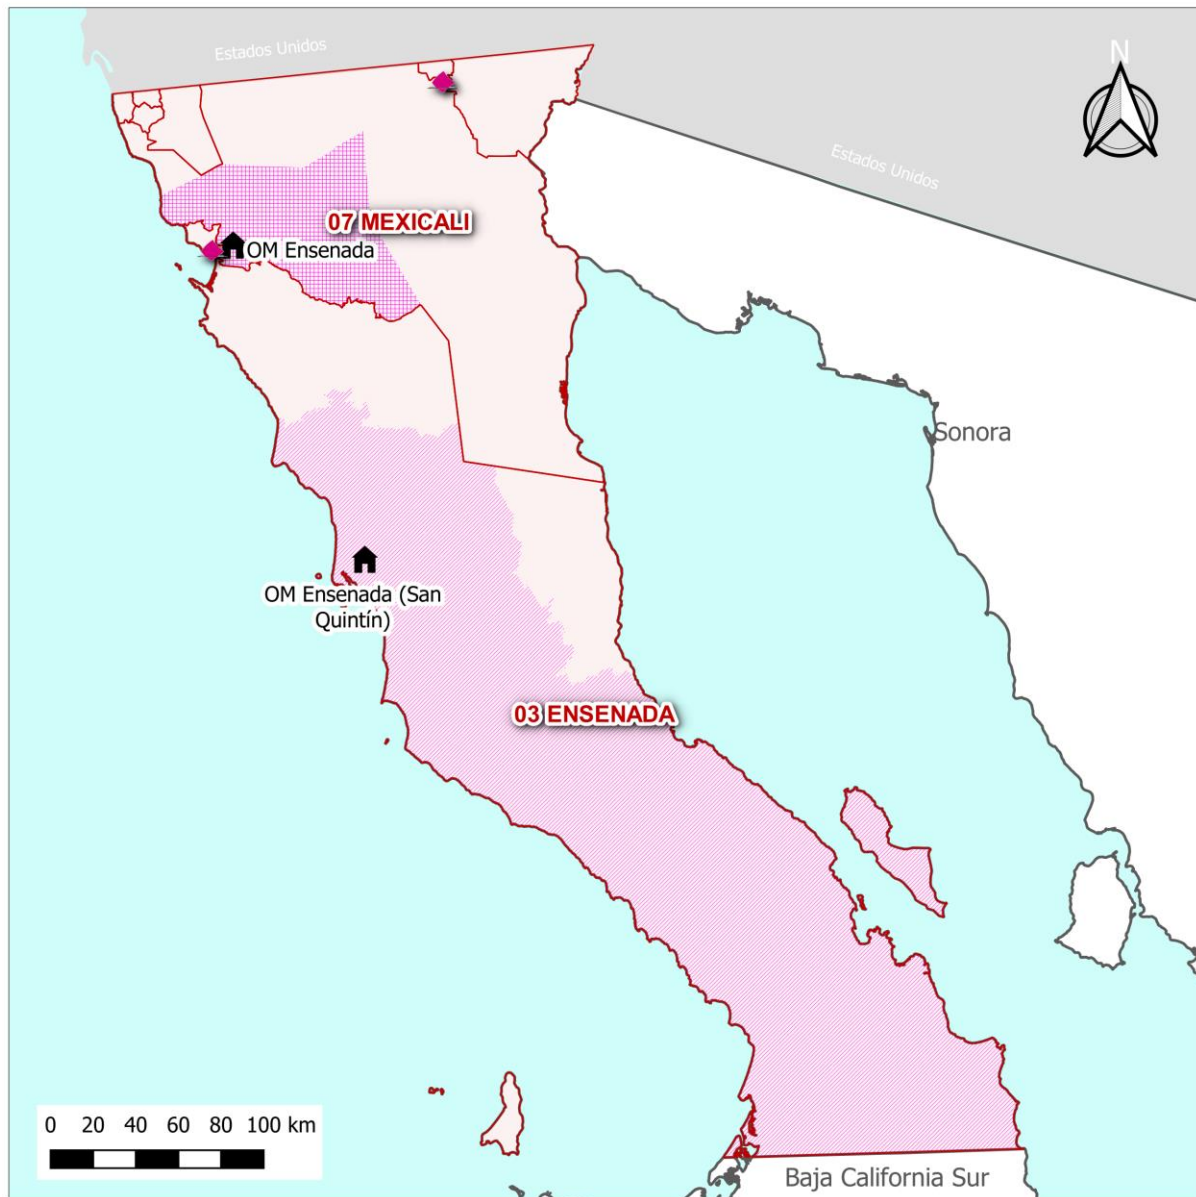 Estados Unidos
N
Estados Unidos
07 MEXICALI
OM Ensenada
Sonora
OM Ensenada (San
Quintín)
03 ENSENADA
0 20 40 60 80 100 km
Baja California Sur